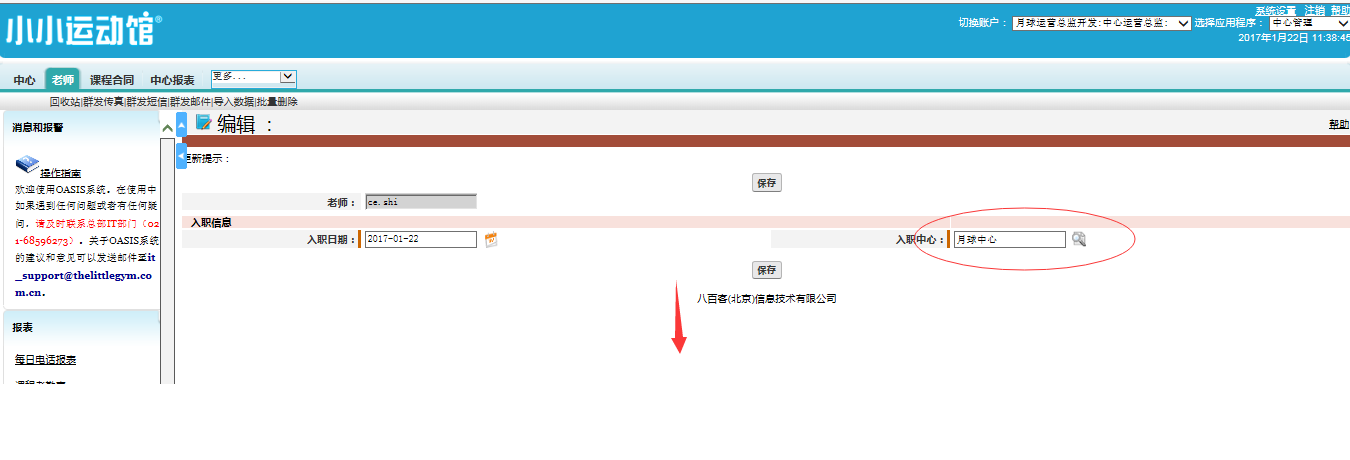 系统设置 注销 帮助
小小运动馆®
切换账户： 月球运营总监开发:中心运营总监: 选择应用程序： 中心管理
2017年1月22日 11:38:45
中心 老师 课程合同 中心报表 更多...
回收站|群发传真|群发短信|群发邮件|导入数据|批量删除
消息和报警
操作指南
欢迎使用OASIS系统。在使用中
如果遇到任何问题或者有任何疑
问，请及时联系总部IT部门（02
1-68596273）。关于OASIS系统
的建议和意见可以发送邮件至it
_support@thelittlegym.co
m.cn.
报表
每日电话报表
编辑 ：
帮助
更新提示：
保存
老师： ce.shi
入职信息
入职日期： 2017-01-22 入职中心： 月球中心
保存
八百客(北京)信息技术有限公司